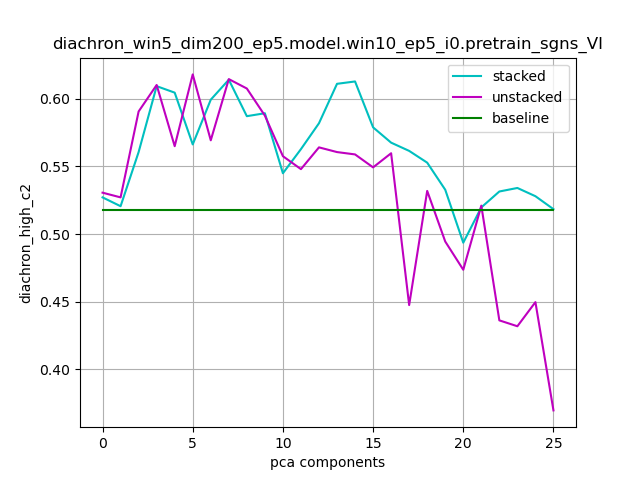 diachron_win5_dim200_ep5.model.win10_ep5_i0.pretrain_sgns_VI
stacked
unstacked
baseline
diachron_high_c2
0.60
0.55
0.50
0.45
0.40
0
5
10
15
20
25
pca components